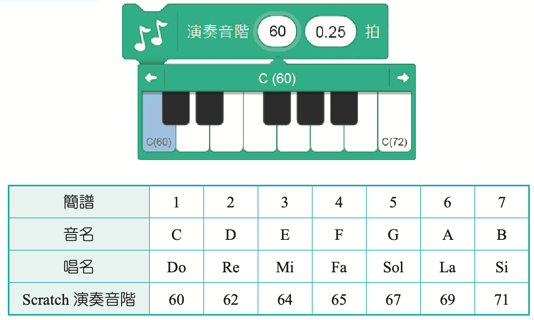 演奏音階 60 0.25 拍
C (60)
C(60) C(72)
簡譜 1 2 3 4 5 6 7
音名 C D E F G A B
唱名 Do Re Mi Fa Sol La Si
Scratch 演奏音階 60 62 64 65 67 69 71